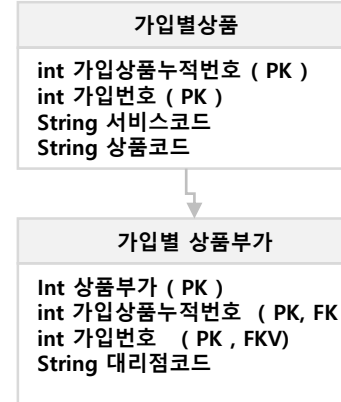 가입별상품
int 가입상품누적번호 ( PK )
int 가입번호 ( PK )
String 서비스코드
String 상품코드
가입별 상품부가
Int 상품부가 ( PK )
int 가입상품누적번호 ( PK, FK
int 가입번호 ( PK , FKV)
String 대리점코드